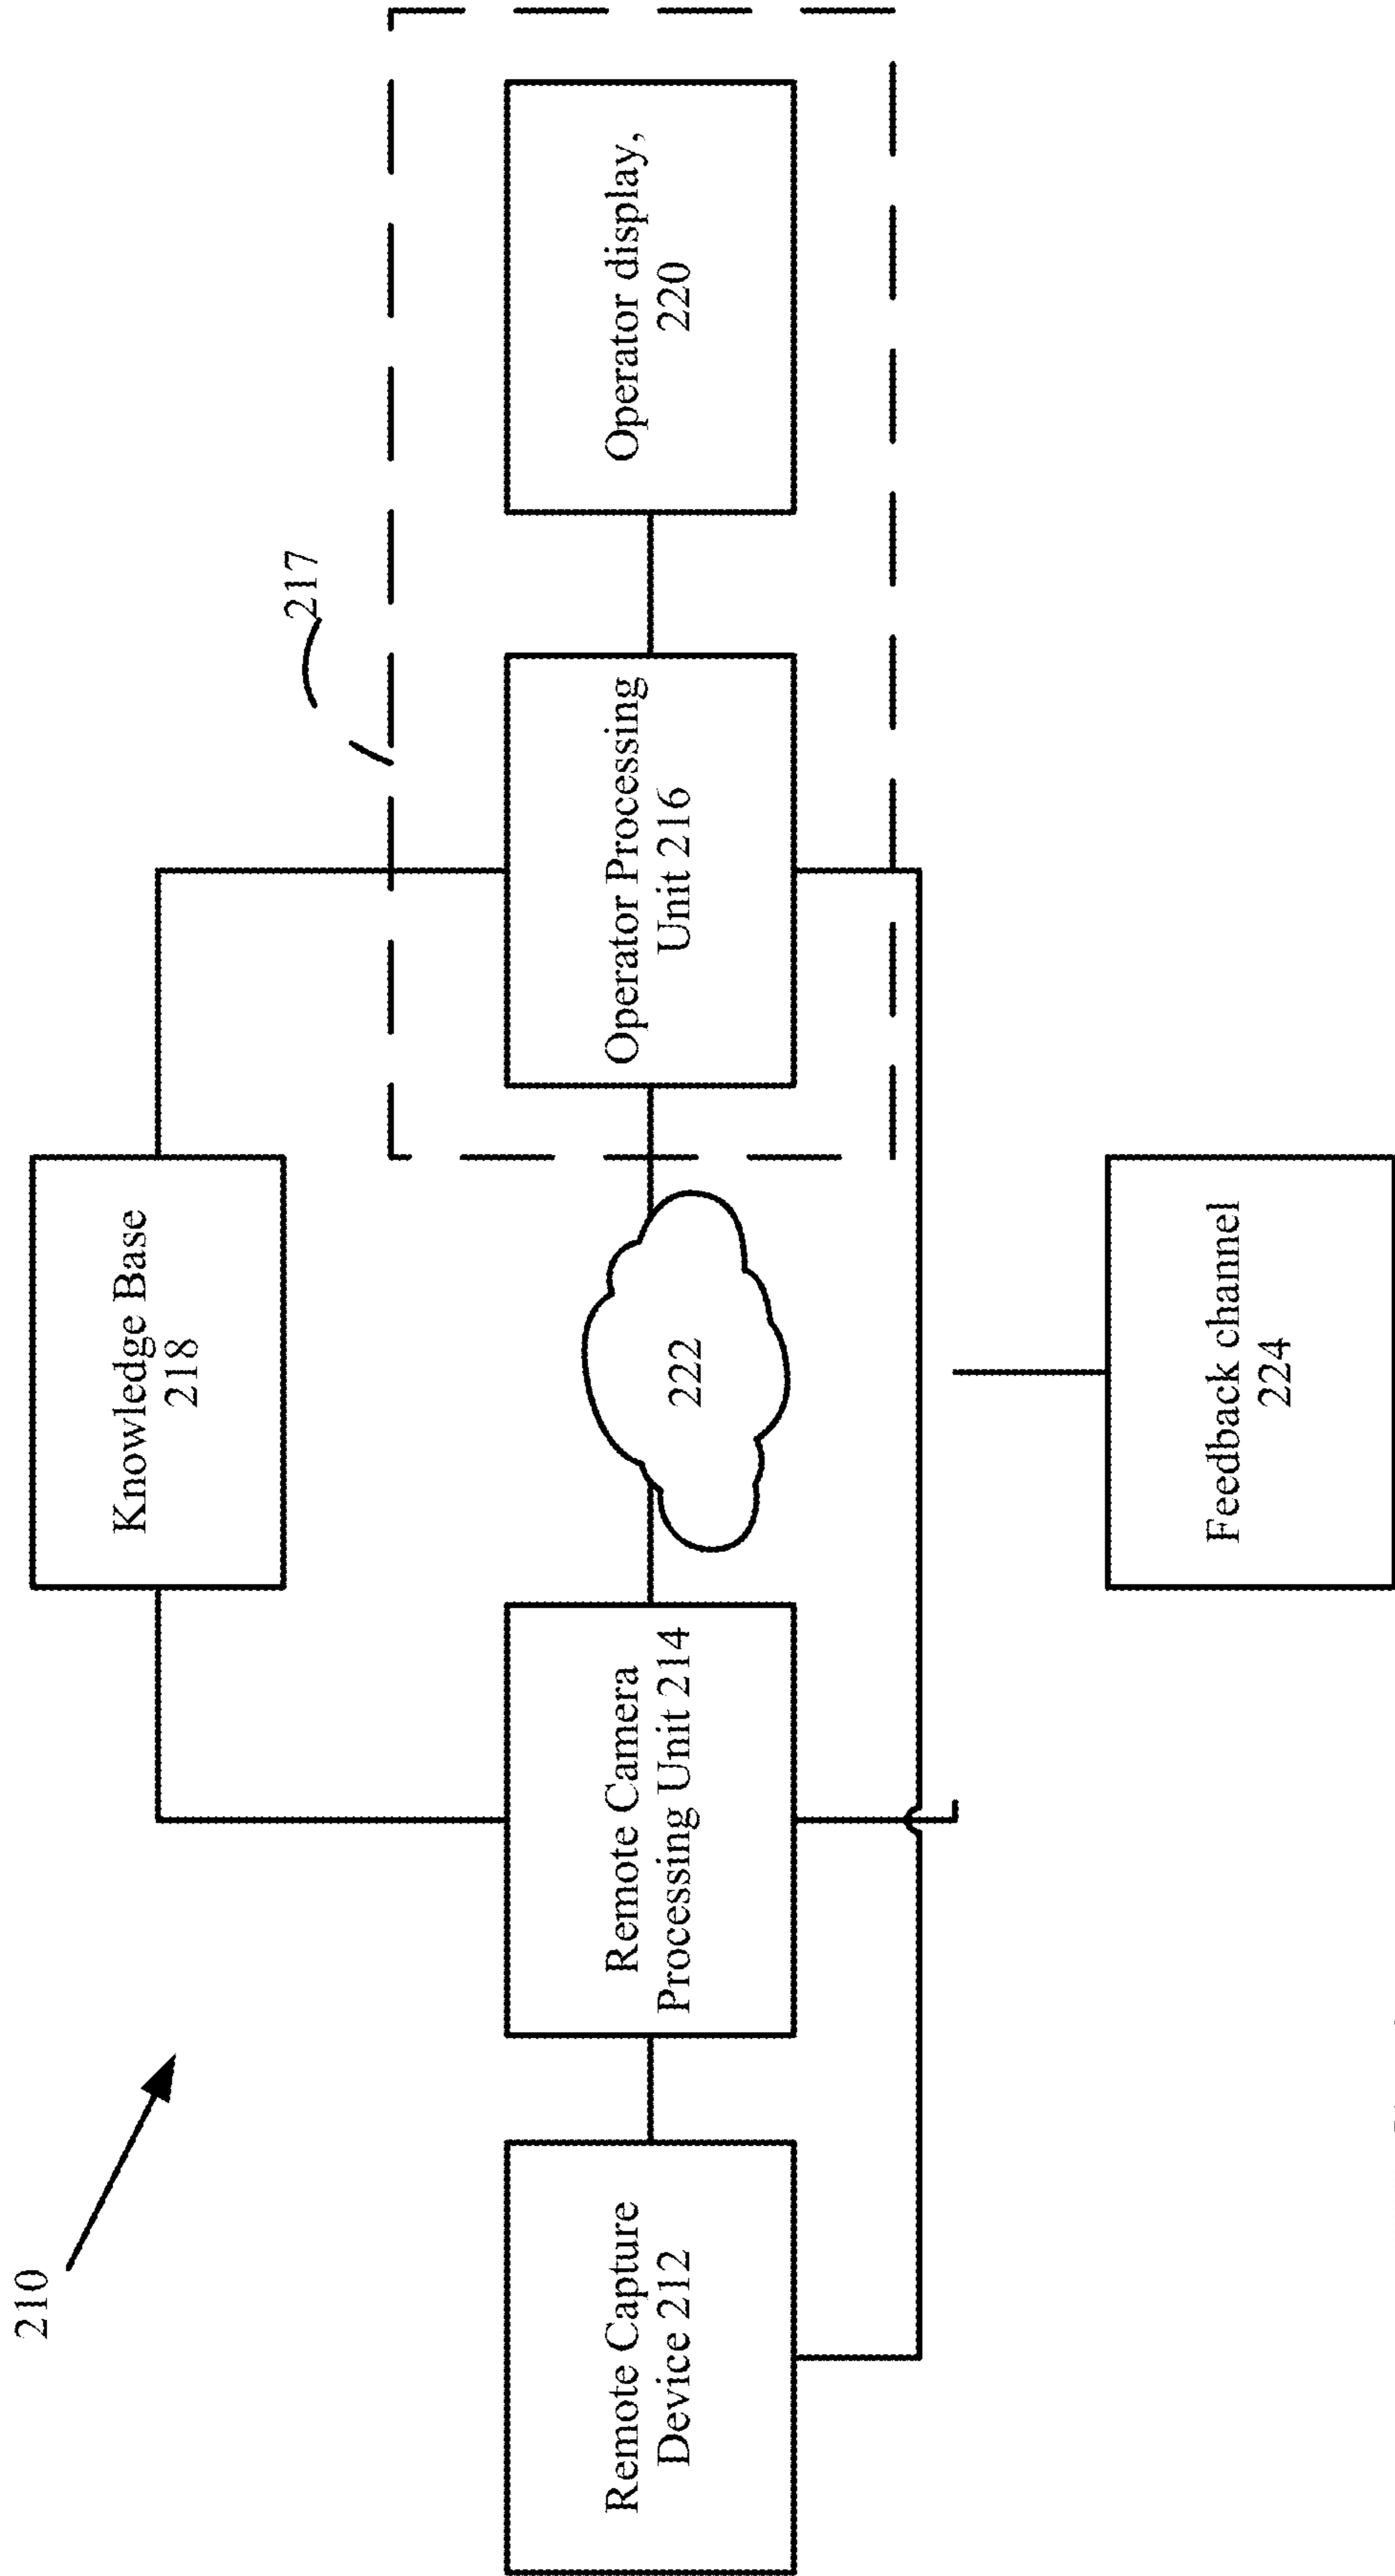 210
Knowledge Base
218
217
Remote Capture
Device 212
Remote Camera
Processing Unit 214
222
Operator Processing
Unit 216
Operator display,
220
Feedback channel
224